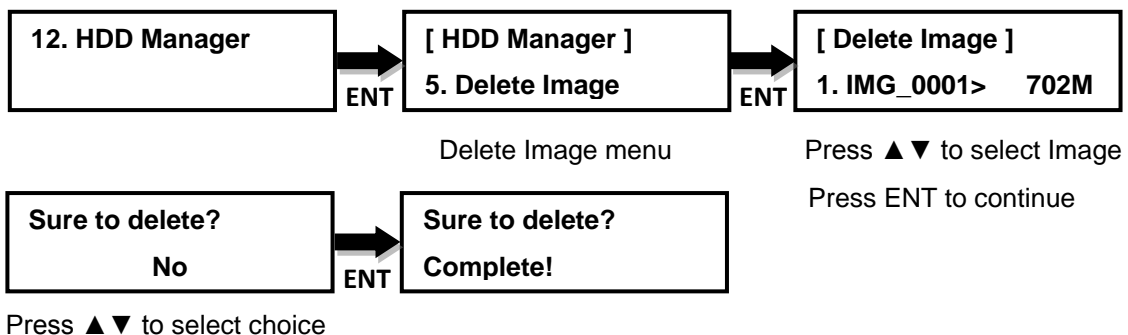 12. HDD Manager
ENT
[ HDD Manager ]
5. Delete Image
ENT
[ Delete Image ]
1. IMG_0001> 702M
Delete Image menu
Press ▲▼ to select Image
Press ENT to continue
Sure to delete?
No
ENT
Sure to delete?
Complete!
Press ▲▼ to select choice